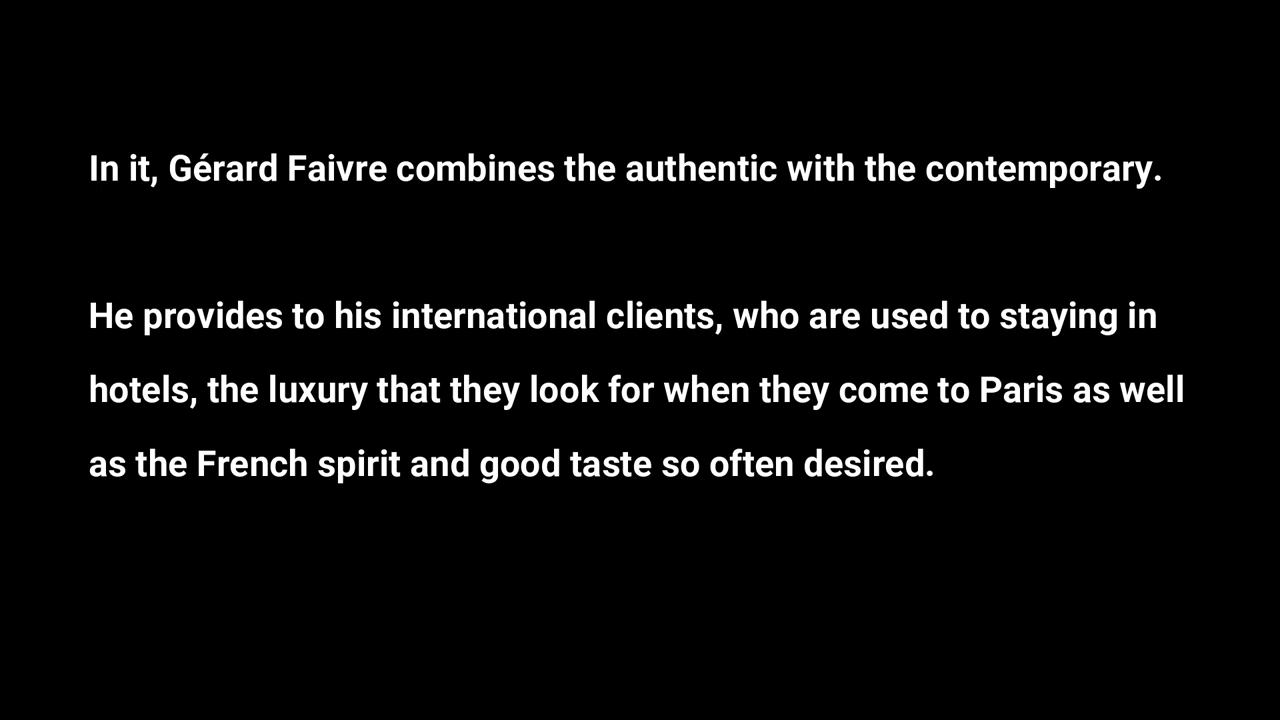 In it, Gérard Faivre combines the authentic with the contemporary.
He provides to his international clients, who are used to staying in
hotels, the luxury that they look for when they come to Paris as well
as the French spirit and good taste so often desired.